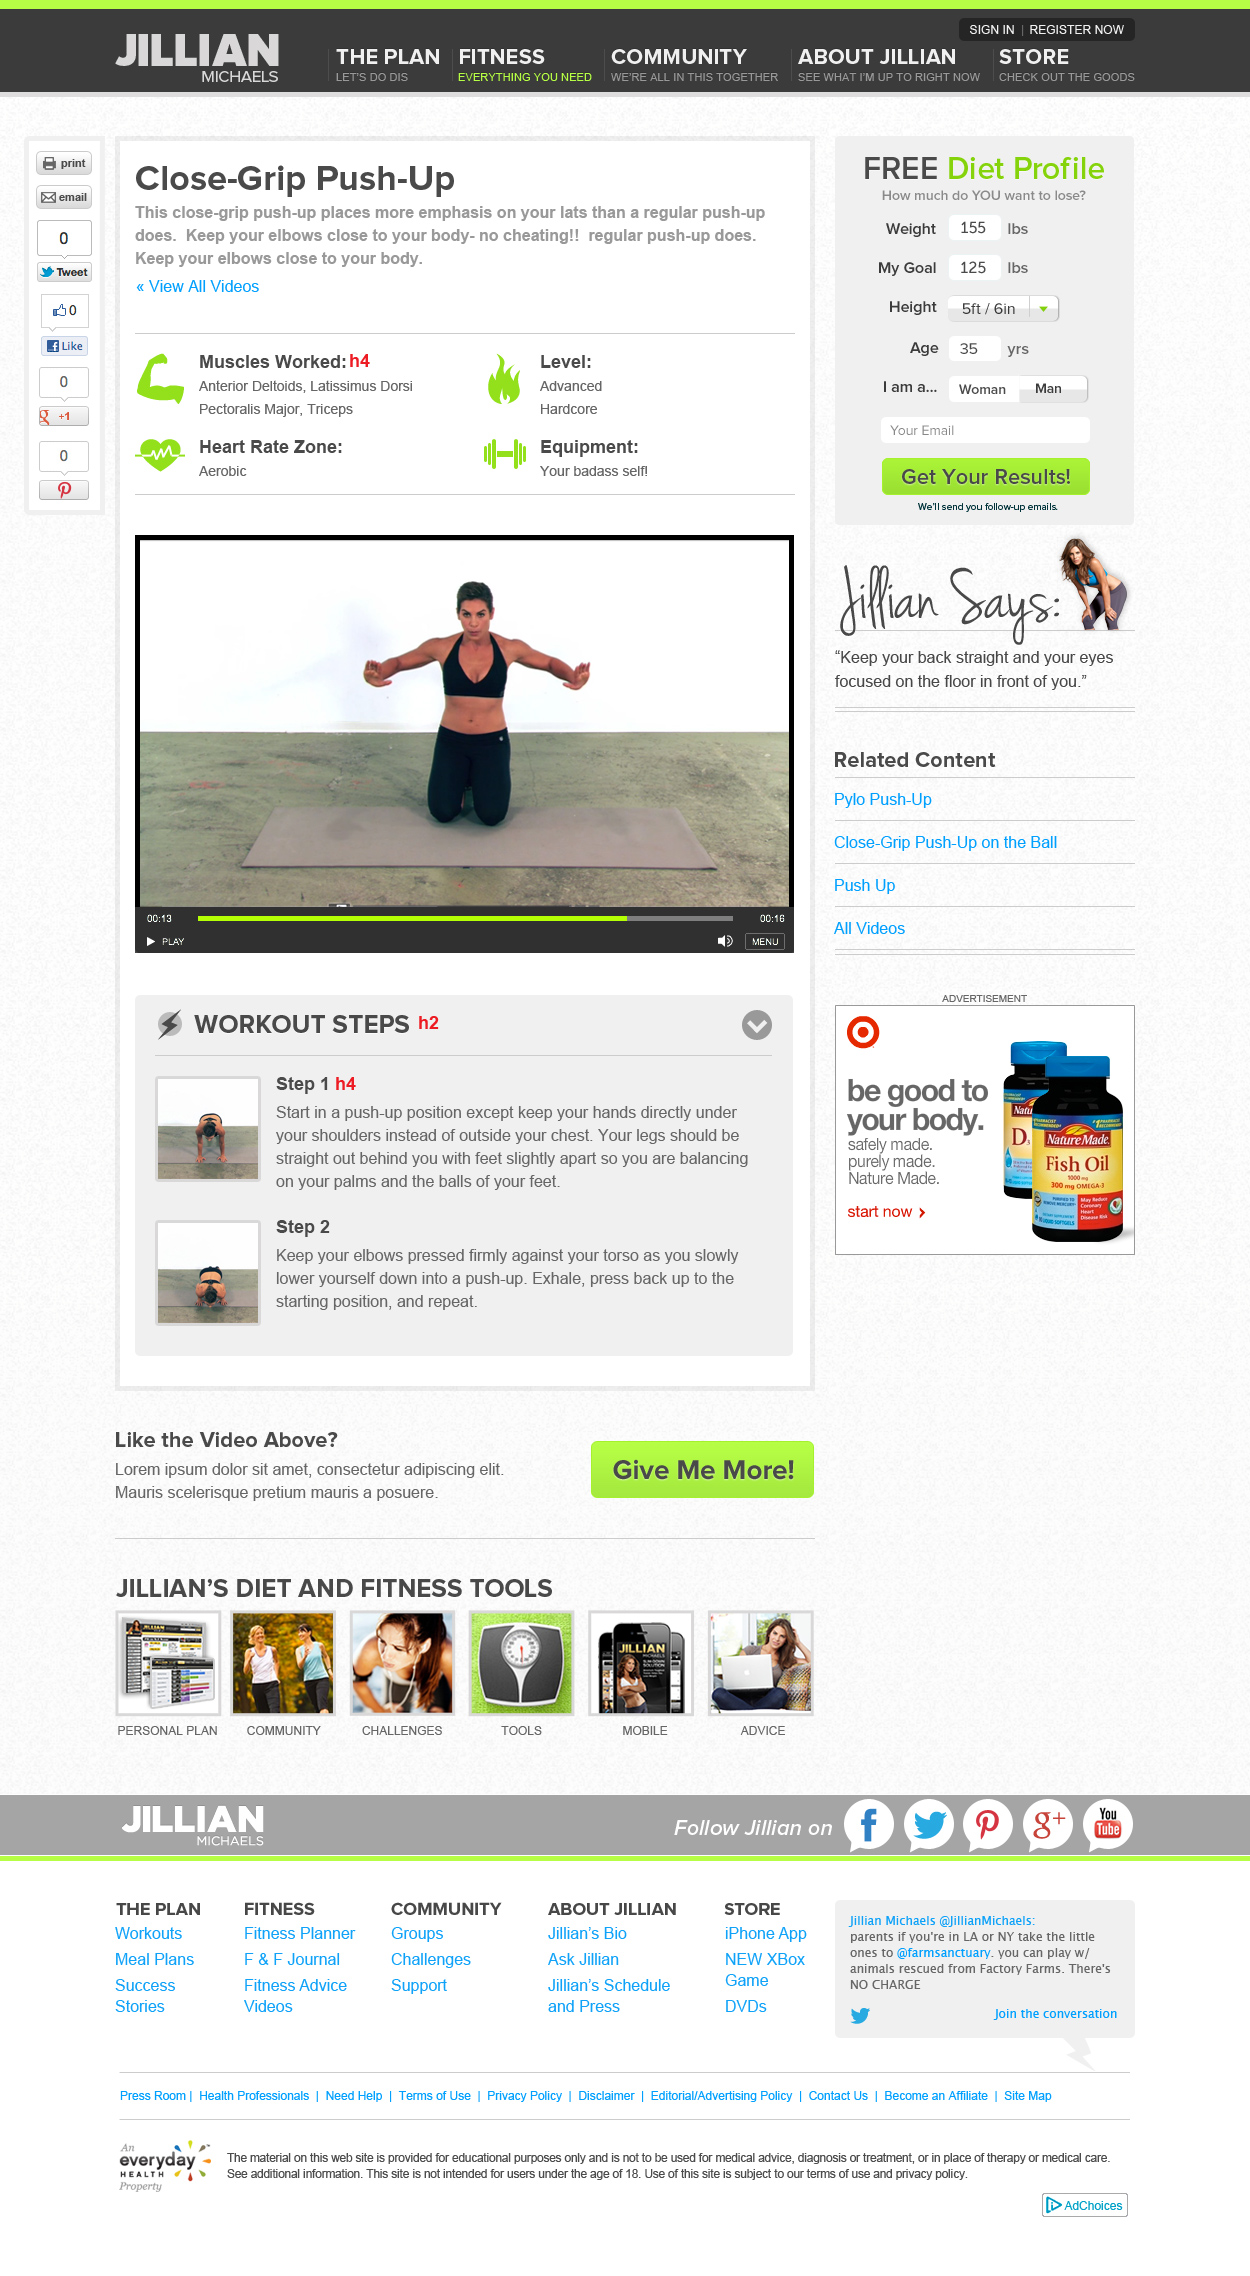 SIGN IN | REGISTER NOW
JILLIAN
MICHAELS
THE PLAN
LET'S DO DIS
FITNESS
EVERYTHING YOU NEED
COMMUNITY
WE'RE ALL IN THIS TOGETHER
ABOUT JILLIAN
SEE WHAT I'M UP TO RIGHT NOW
STORE
CHECK OUT THE GOODS
print
email
0
Tweet
0
Like
0
+1
0
Close-Grip Push-Up
This close-grip push-up places more emphasis on your lats than a regular push-up
does.  Keep your elbows close to your body- no cheating!!  regular push-up does.
Keep your elbows close to your body.
« View All Videos
Muscles Worked: h4
Anterior Deltoids, Latissimus Dorsi
Pectoralis Major, Triceps
Level:
Advanced
Hardcore
Heart Rate Zone:
Aerobic
Equipment:
Your badass self!
00:13
00:16
PLAY
MENU
WORKOUT STEPS h2
Step 1 h4
Start in a push-up position except keep your hands directly under
your shoulders instead of outside your chest. Your legs should be
straight out behind you with feet slightly apart so you are balancing
on your palms and the balls of your feet.
Step 2
Keep your elbows pressed firmly against your torso as you slowly
lower yourself down into a push-up. Exhale, press back up to the
starting position, and repeat.
FREE Diet Profile
How much do YOU want to lose?
Weight 155 lbs
My Goal 125 lbs
Height 5ft / 6in
Age 35 yrs
I am a... Woman Man
Your Email
Get Your Results!
We'll send you follow-up emails.
Jillian Says:
“Keep your back straight and your eyes
focused on the floor in front of you.”
Related Content
Pylo Push-Up
Close-Grip Push-Up on the Ball
Push Up
All Videos
ADVERTISEMENT
be good to
your body.
safely made.
purely made.
Nature Made.
start now ›
Nature Made
Fish Oil
1000 mg
300 mg OMEGA-3
May Reduce
Coronary
Heart
Disease Risk
Like the Video Above?
Lorem ipsum dolor sit amet, consectetur adipiscing elit.
Mauris scelerisque pretium mauris a posuere.
Give Me More!
JILLIAN’S DIET AND FITNESS TOOLS
JILLIAN
PERSONAL PLAN
COMMUNITY
CHALLENGES
TOOLS
MOBILE
ADVICE
JILLIAN
MICHAELS
Follow Jillian on
g+
You
Tube
THE PLAN
Workouts
Meal Plans
Success
Stories
FITNESS
Fitness Planner
F & F Journal
Fitness Advice
Videos
COMMUNITY
Groups
Challenges
Support
ABOUT JILLIAN
Jillian’s Bio
Ask Jillian
Jillian’s Schedule
and Press
STORE
iPhone App
NEW XBox
Game
DVDs
Jillian Michaels @JillianMichaels:
parents if you're in LA or NY take the little
ones to @farmsanctuary. you can play w/
animals rescued from Factory Farms. There's
NO CHARGE
Join the conversation
Press Room | Health Professionals | Need Help | Terms of Use | Privacy Policy | Disclaimer | Editorial/Advertising Policy | Contact Us | Become an Affiliate | Site Map
An
everyday
HEALTH
Property
The material on this web site is provided for educational purposes only and is not to be used for medical advice, diagnosis or treatment, or in place of therapy or medical care.
See additional information. This site is not intended for users under the age of 18. Use of this site is subject to our terms of use and privacy policy.
AdChoices